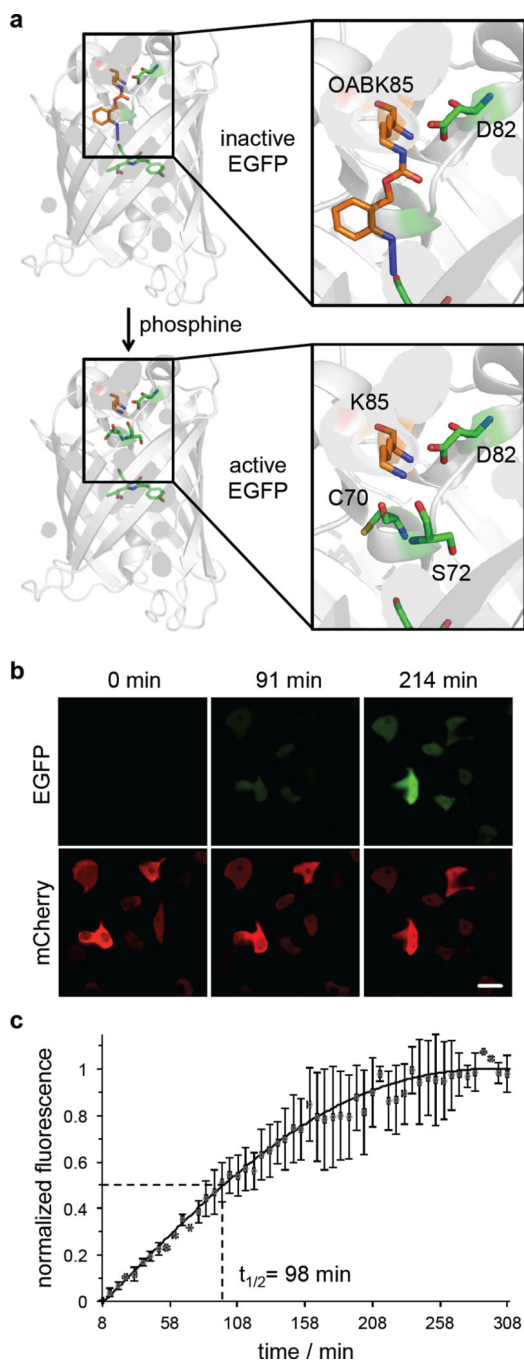 a
OABK85
D82
inactive
EGFP
phosphine
K85
D82
active
EGFP
C70
S72
b
0 min
91 min
214 min
EGFP
mCherry
c
normalized fluorescence
1
0.8
0.6
0.4
0.2
0
t1/2= 98 min
8
58
108
158
208
258
308
time / min